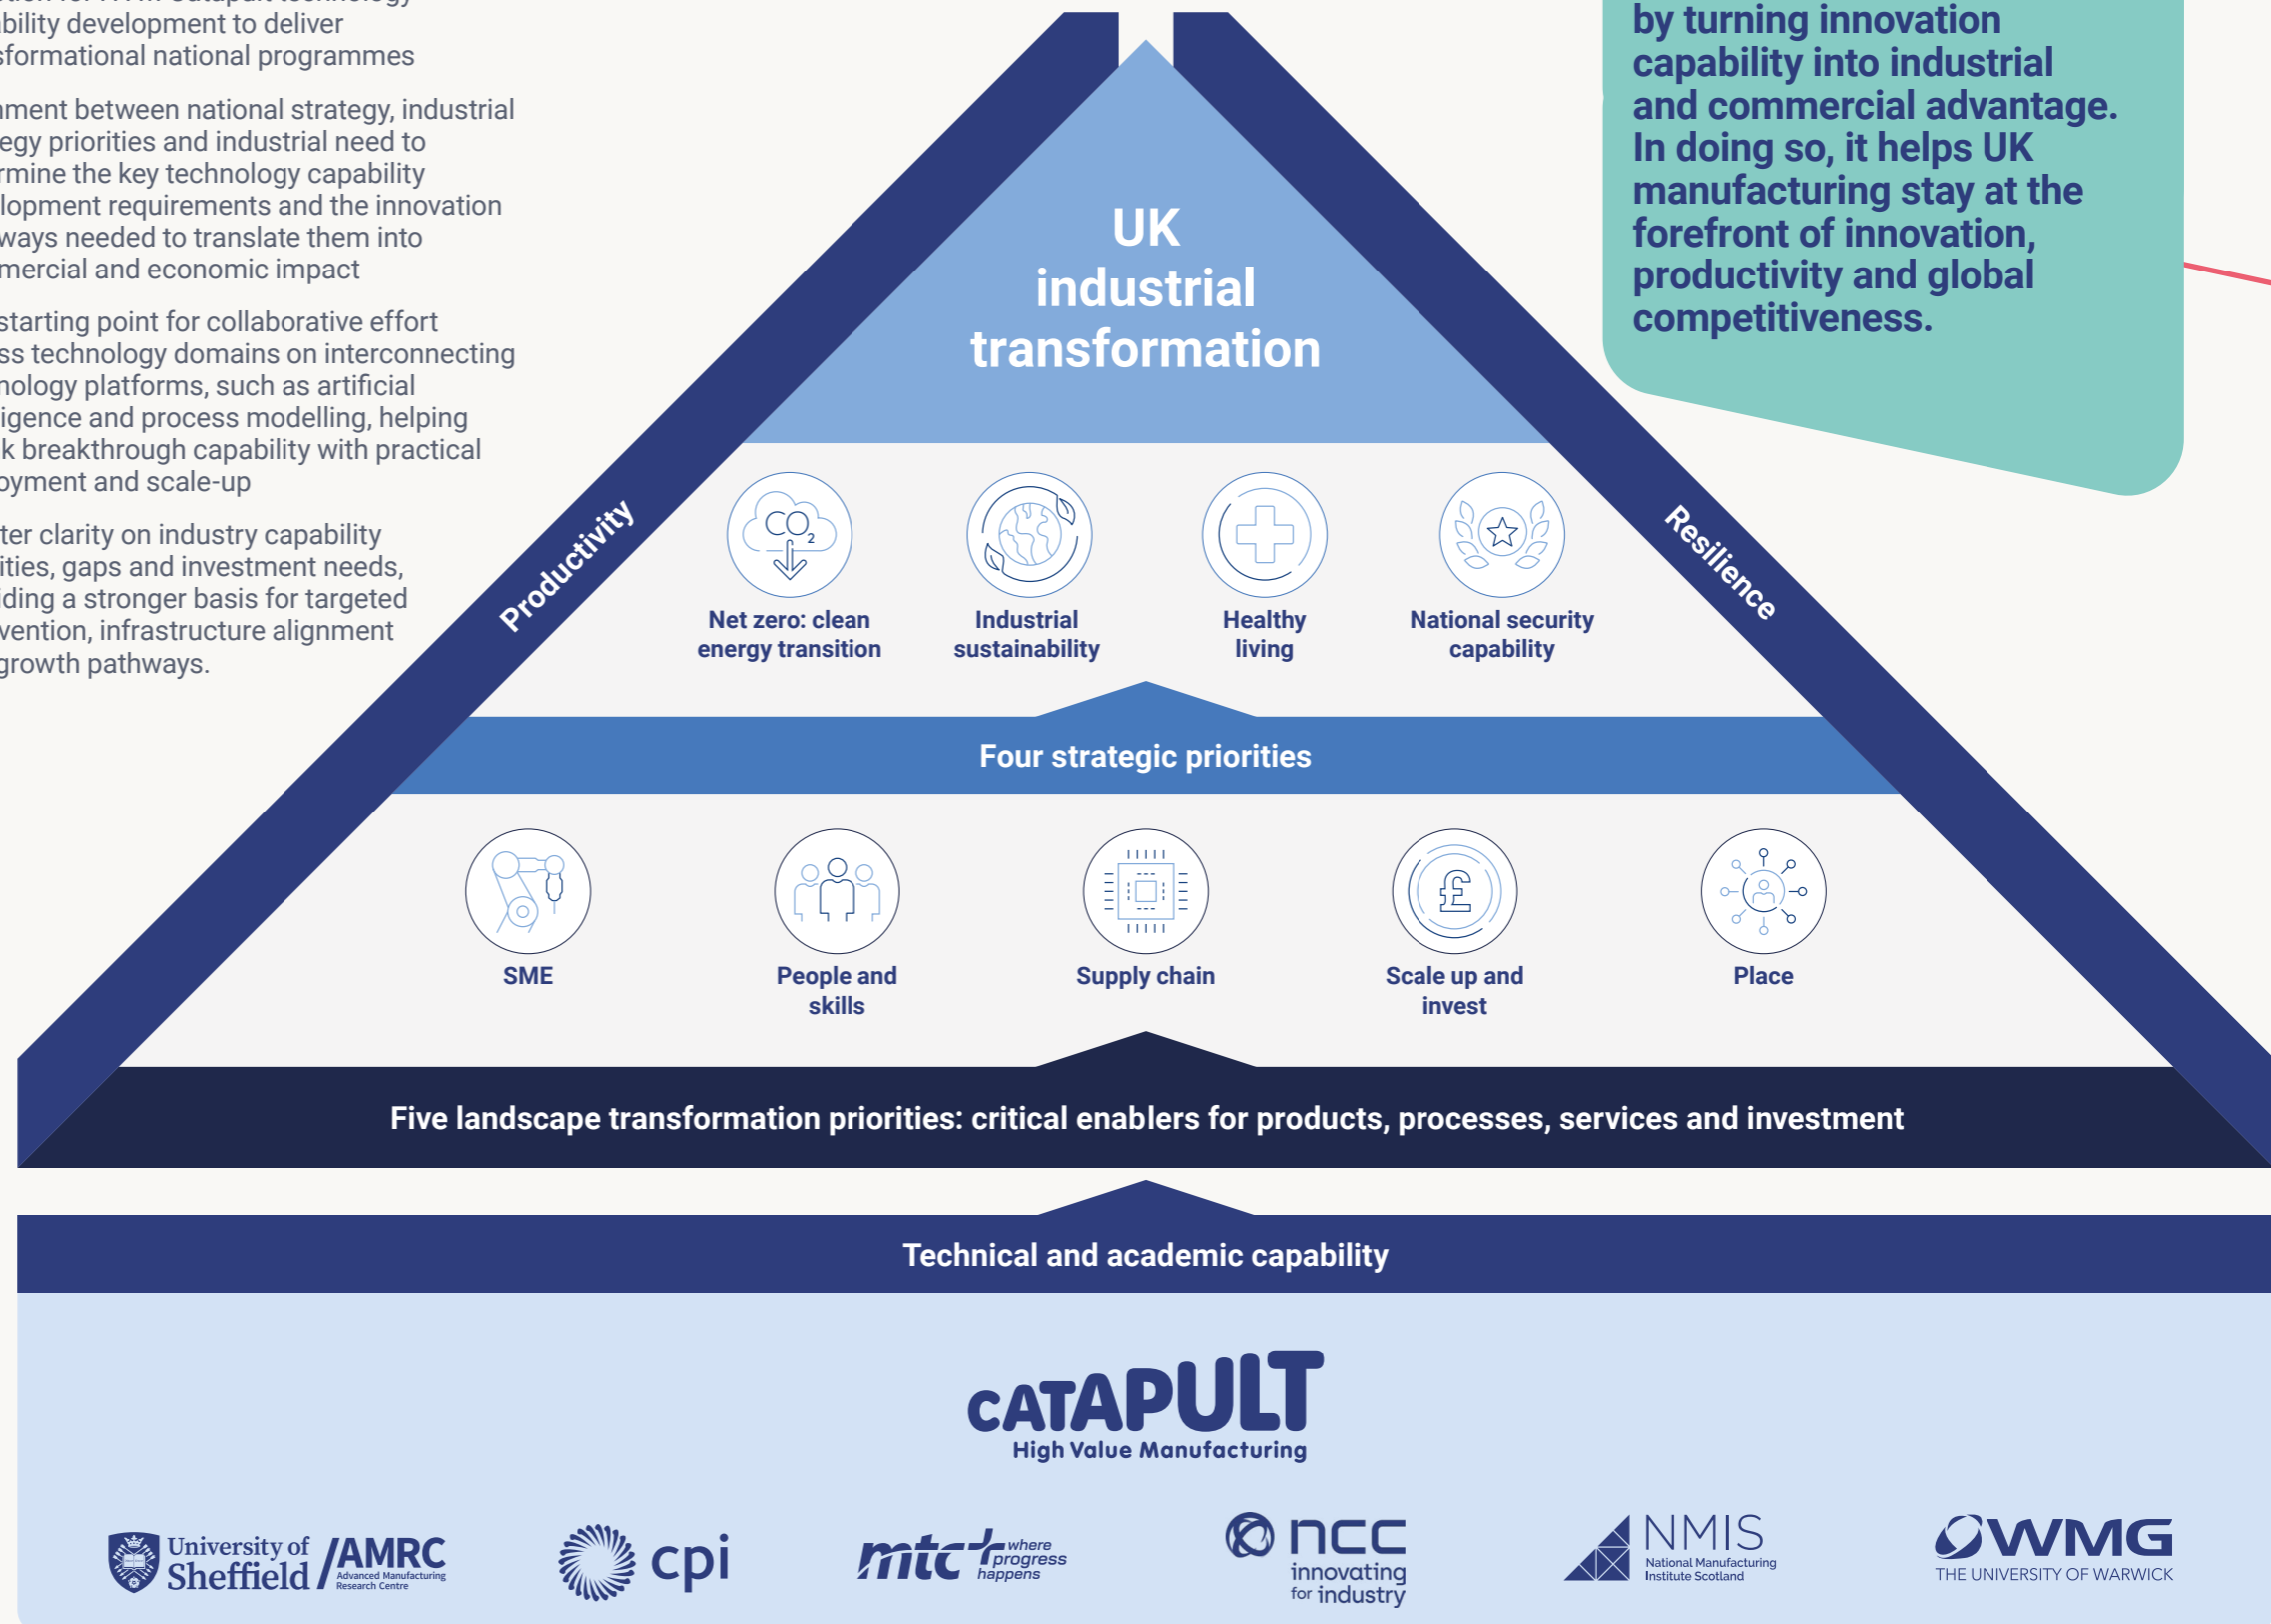 bility development to deliver
sformational national programmes
nment between national strategy, industrial
egy priorities and industrial need to
rmine the key technology capability
lopment requirements and the innovation
ways needed to translate them into
mercial and economic impact
starting point for collaborative effort
ss technology domains on interconnecting
nology platforms, such as artificial
igence and process modelling, helping
k breakthrough capability with practical
oyment and scale-up
ter clarity on industry capability
ities, gaps and investment needs,
iding a stronger basis for targeted
vention, infrastructure alignment
growth pathways.
by turning innovation
capability into industrial
and commercial advantage.
In doing so, it helps UK
manufacturing stay at the
forefront of innovation,
productivity and global
competitiveness.
UK
industrial
transformation
Productivity
Resilience
CO2
Net zero: clean
energy transition
Industrial
sustainability
Healthy
living
National security
capability
Four strategic priorities
£
SME
People and
skills
Supply chain
Scale up and
invest
Place
Five landscape transformation priorities: critical enablers for products, processes, services and investment
Technical and academic capability
CATAPULT
High Value Manufacturing
University of
Sheffield
AMRC
Advanced Manufacturing
Research Centre
cpi
mtc
where
progress
happens
ncc
innovating
for industry
NMIS
National Manufacturing
Institute Scotland
WMG
THE UNIVERSITY OF WARWICK